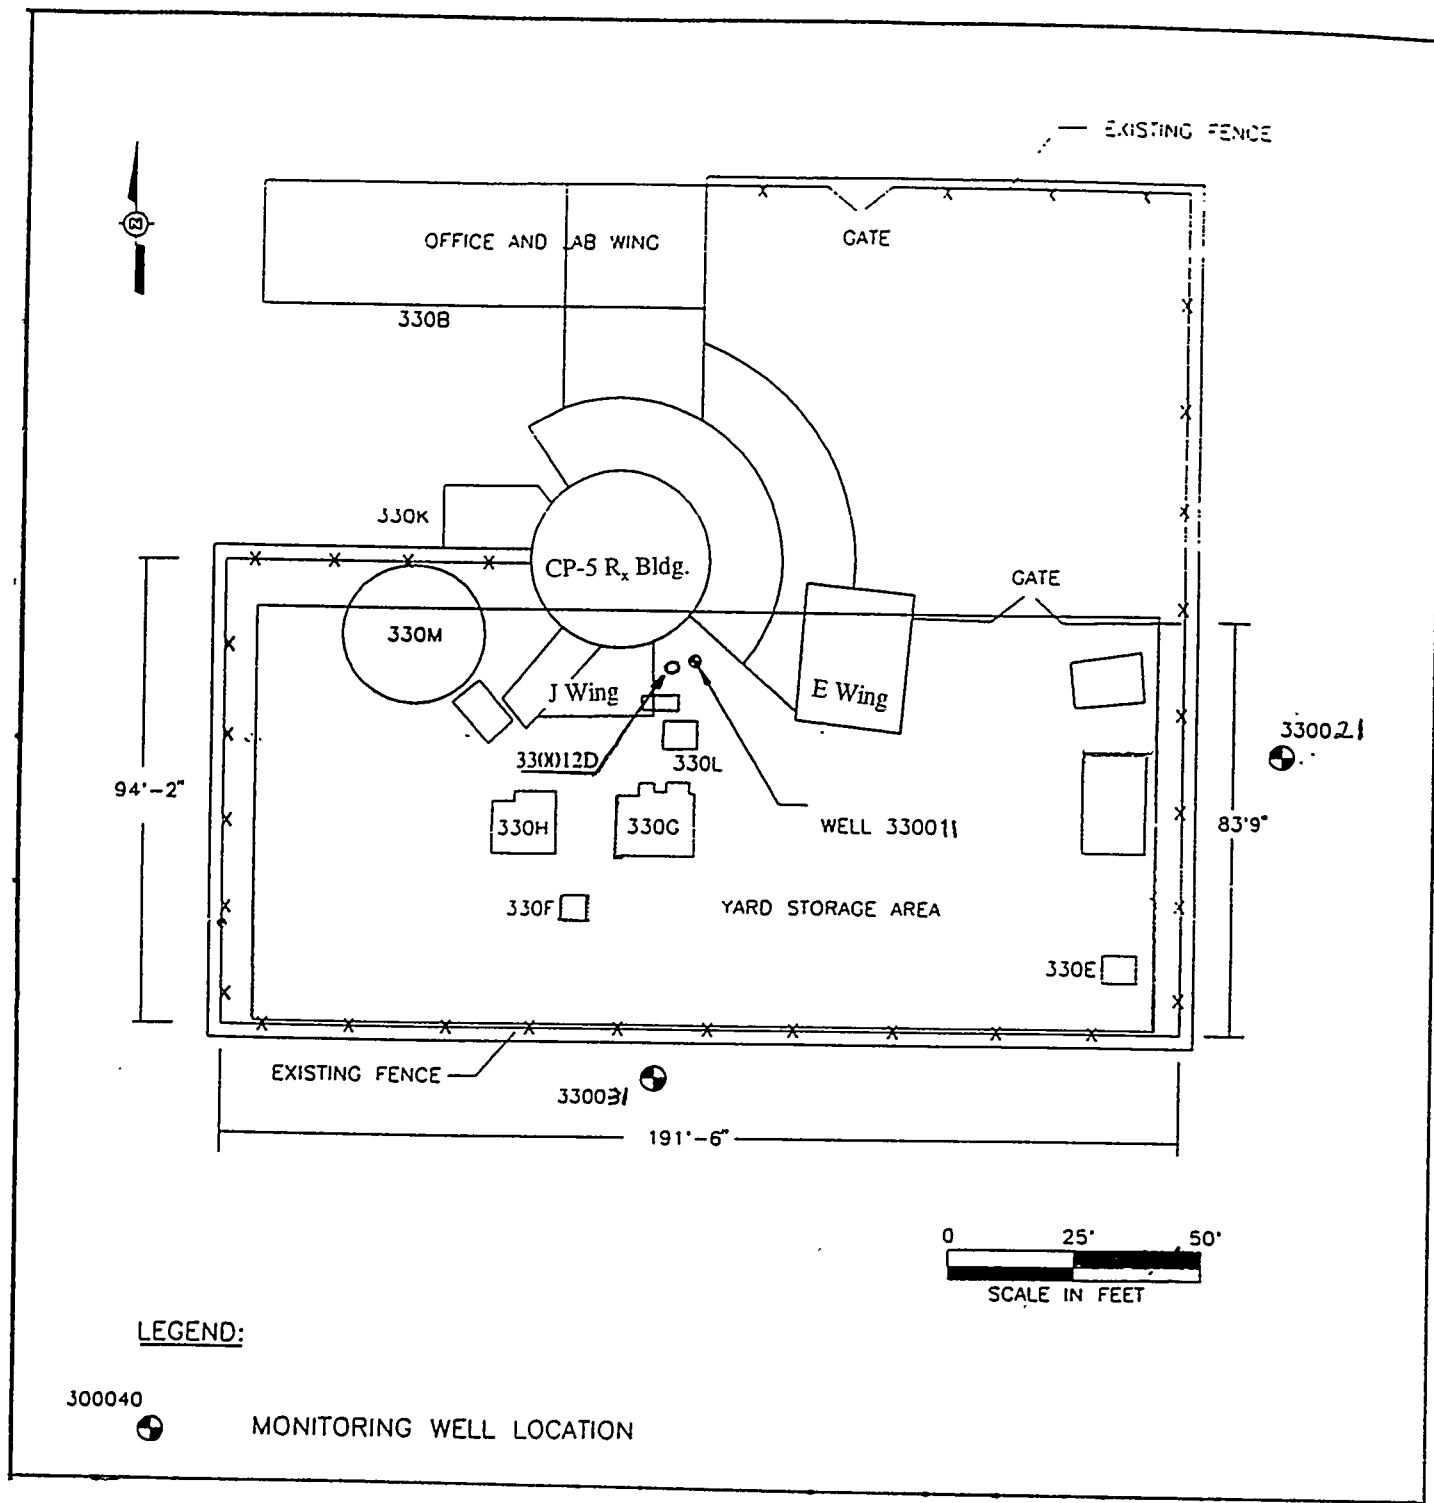 EXISTING FENCE
N
OFFICE AND LAB WING
GATE
330B
330K
CP-5 Rx Bldg.
GATE
330M
J Wing
E Wing
330021
330012D
330L
94'-2"
330H
330G
WELL 330011
83'9"
330F
YARD STORAGE AREA
330E
EXISTING FENCE
330031
191'-6"
0 25' 50'
SCALE IN FEET
LEGEND:
300040
MONITORING WELL LOCATION